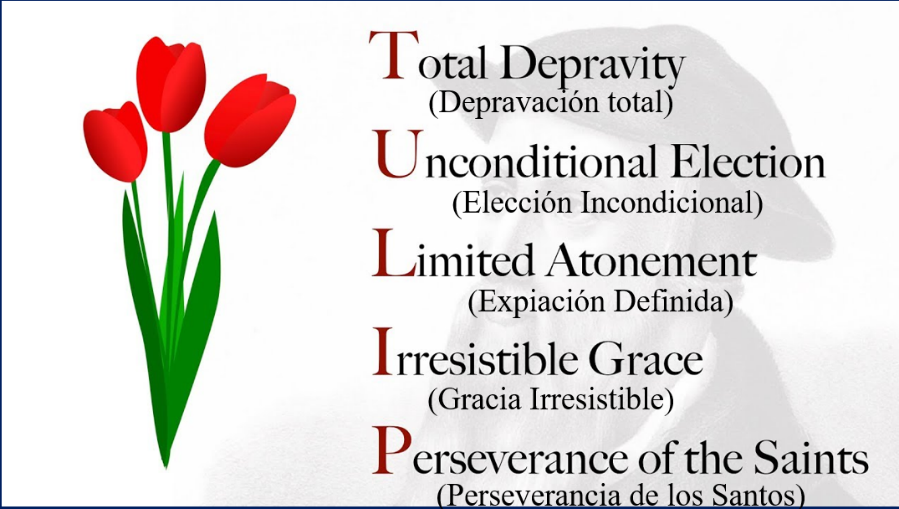 Total Depravity
(Depravación total)
Unconditional Election
(Elección Incondicional)
Limited Atonement
(Expiación Definida)
Irresistible Grace
(Gracia Irresistible)
Perseverance of the Saints
(Perseverancia de los Santos)